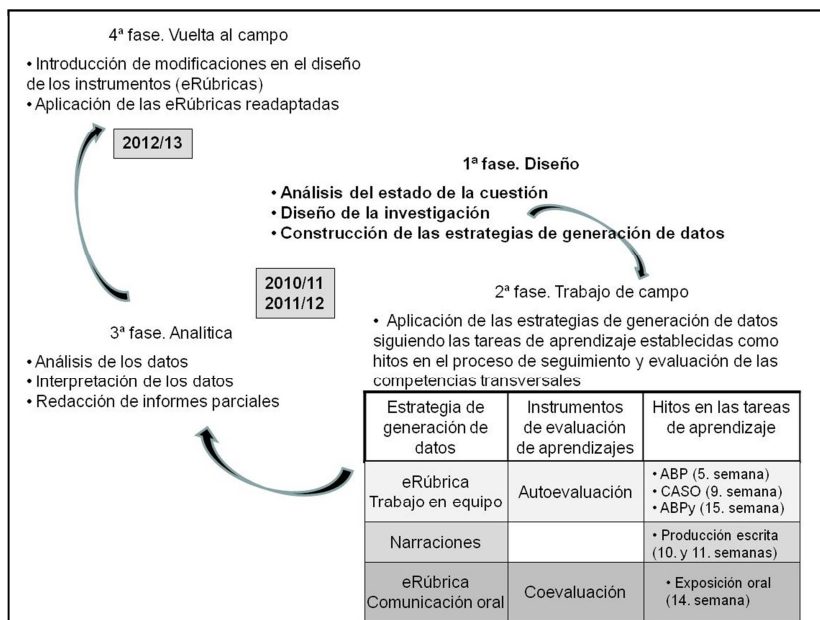 4ª fase. Vuelta al campo
• Introducción de modificaciones en el diseño
de los instrumentos (eRúbricas)
• Aplicación de las eRúbricas readaptadas
2012/13
1ª fase. Diseño
• Análisis del estado de la cuestión
• Diseño de la investigación
• Construcción de las estrategias de generación de datos
2010/11
2011/12
2ª fase. Trabajo de campo
• Aplicación de las estrategias de generación de datos
siguiendo las tareas de aprendizaje establecidas como
hitos en el proceso de seguimiento y evaluación de las
competencias transversales
3ª fase. Analítica
• Análisis de los datos
• Interpretación de los datos
• Redacción de informes parciales
Estrategia de
generación de
datos
Instrumentos
de evaluación
de aprendizajes
Hitos en las tareas
de aprendizaje
eRúbrica
Trabajo en equipo
Autoevaluación
• ABP (5. semana)
• CASO (9. semana)
• ABPy (15. semana)
Narraciones
• Producción escrita
(10. y 11. semanas)
eRúbrica
Comunicación oral
Coevaluación
• Exposición oral
(14. semana)